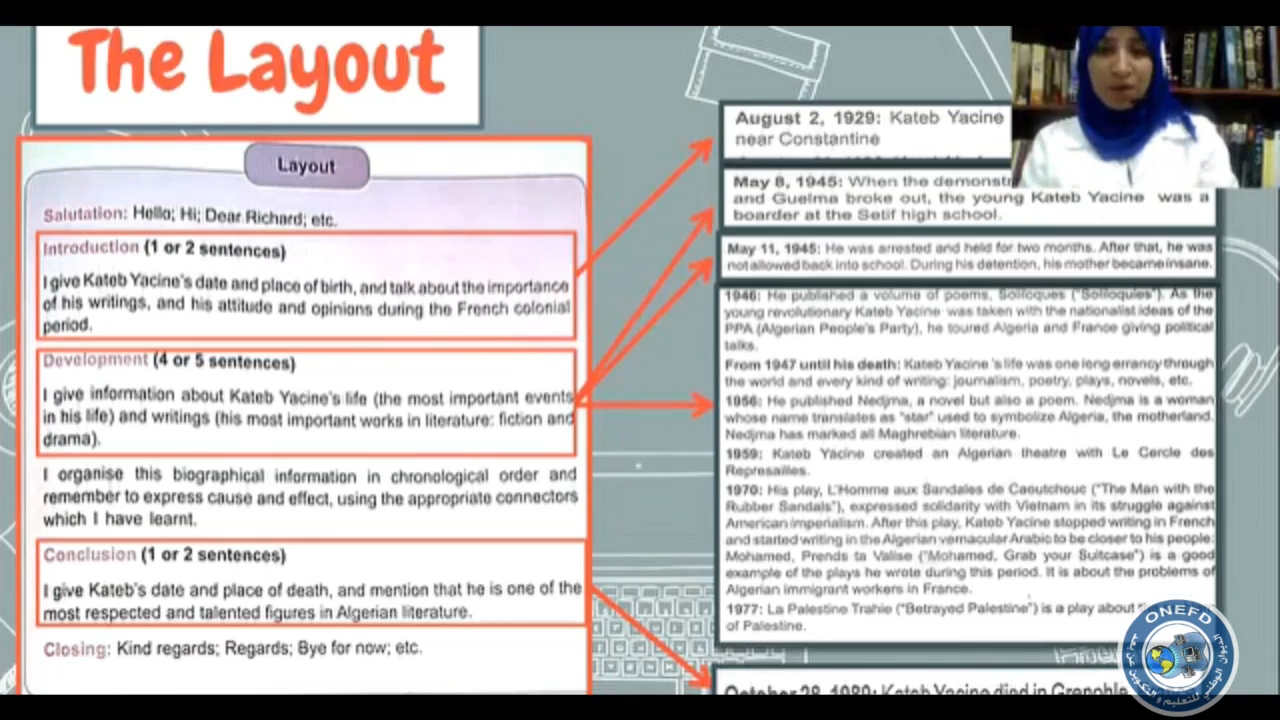 The Layout
Layout
Salutation: Hello; Hi; Dear Richard; etc.
Introduction (1 or 2 sentences)
I give Kateb Yacine's date and place of birth, and talk about the importance
of his writings, and his attitude and opinions during the French colonial
period.
Development (4 or 5 sentences)
I give information about Kateb Yacine's life (the most important events
in his life) and writings (his most important works in literature: fiction and
drama).
I organise this biographical information in chronological order and
remember to express cause and effect, using the appropriate connectors
which I have learnt.
Conclusion (1 or 2 sentences)
I give Kateb's date and place of death, and mention that he is one of the
most respected and talented figures in Algerian literature.
Closing: Kind regards; Regards; Bye for now; etc.
August 2, 1929: Kateb Yacine
near Constantine
May 8, 1945: When the demonstr
and Guelma broke out, the young Kateb Yacine was a
boarder at the Setif high school.
May 11, 1945: He was arrested and held for two months. After that, he was
not allowed back into school. During his detention, his mother became insane.
1946: He published a volume of poems, Soliloques ("Soliloquies"). As the
young revolutionary Kateb Yacine was taken with the nationalist ideas of the
PPA (Algerian People's Party), he toured Algeria and France giving political
talks.
From 1947 until his death: Kateb Yacine 's life was one long errancy through
the world and every kind of writing: journalism, poetry, plays, novels, etc.
1956: He published Nedjma, a novel but also a poem. Nedjma is a woman
whose name translates as "star" used to symbolize Algeria, the motherland.
Nedjma has marked all Maghrebian literature.
1959: Kateb Yacine created an Algerian theatre with Le Cercle des
Represailles.
1970: His play, L'Homme aux Sandales de Caoutchouc ("The Man with the
Rubber Sandals"), expressed solidarity with Vietnam in its struggle against
American imperialism. After this play, Kateb Yacine stopped writing in French
and started writing in the Algerian vernacular Arabic to be closer to his people:
Mohamed, Prends ta Valise ("Mohamed, Grab your Suitcase") is a good
example of the plays he wrote during this period. It is about the problems of
Algerian immigrant workers in France.
1977: La Palestine Trahie ("Betrayed Palestine") is a play about
of Palestine.
October 28, 1989: Kateb Yacine died in Grenoble
ONEFD